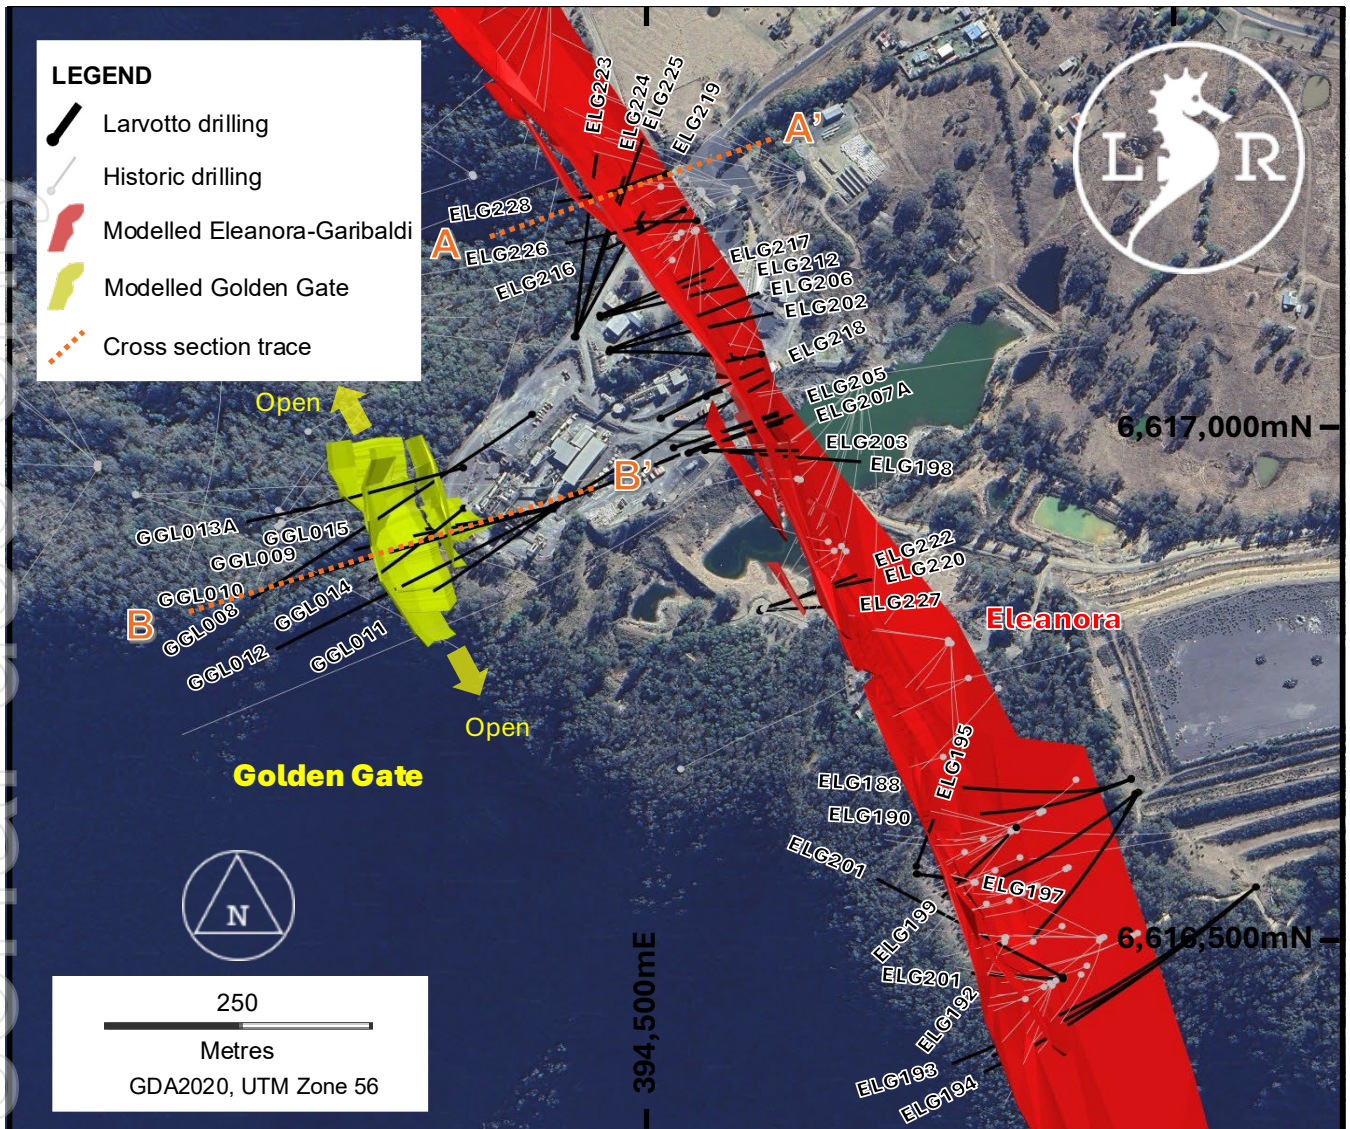 LEGEND
Larvotto drilling
Historic drilling
Modelled Eleanora-Garibaldi
Modelled Golden Gate
Cross section trace
L R
ELG223
ELG224
ELG225
ELG219
A'
ELG228
A
ELG226
ELG216
ELG217
ELG212
ELG206
ELG202
ELG218
ELG205
ELG207A
ELG203
ELG198
6,617,000mN
Open
B'
GGL013A
GGL015
GGL009
GGL010
GGL008
GGL014
GGL012
GGL011
B
ELG222
ELG220
ELG227
Eleanora
Open
Golden Gate
ELG195
ELG188
ELG190
ELG201
ELG197
ELG199
ELG201
ELG192
ELG193
ELG194
6,616,500mN
394,500mE
N
250
Metres
GDA2020, UTM Zone 56